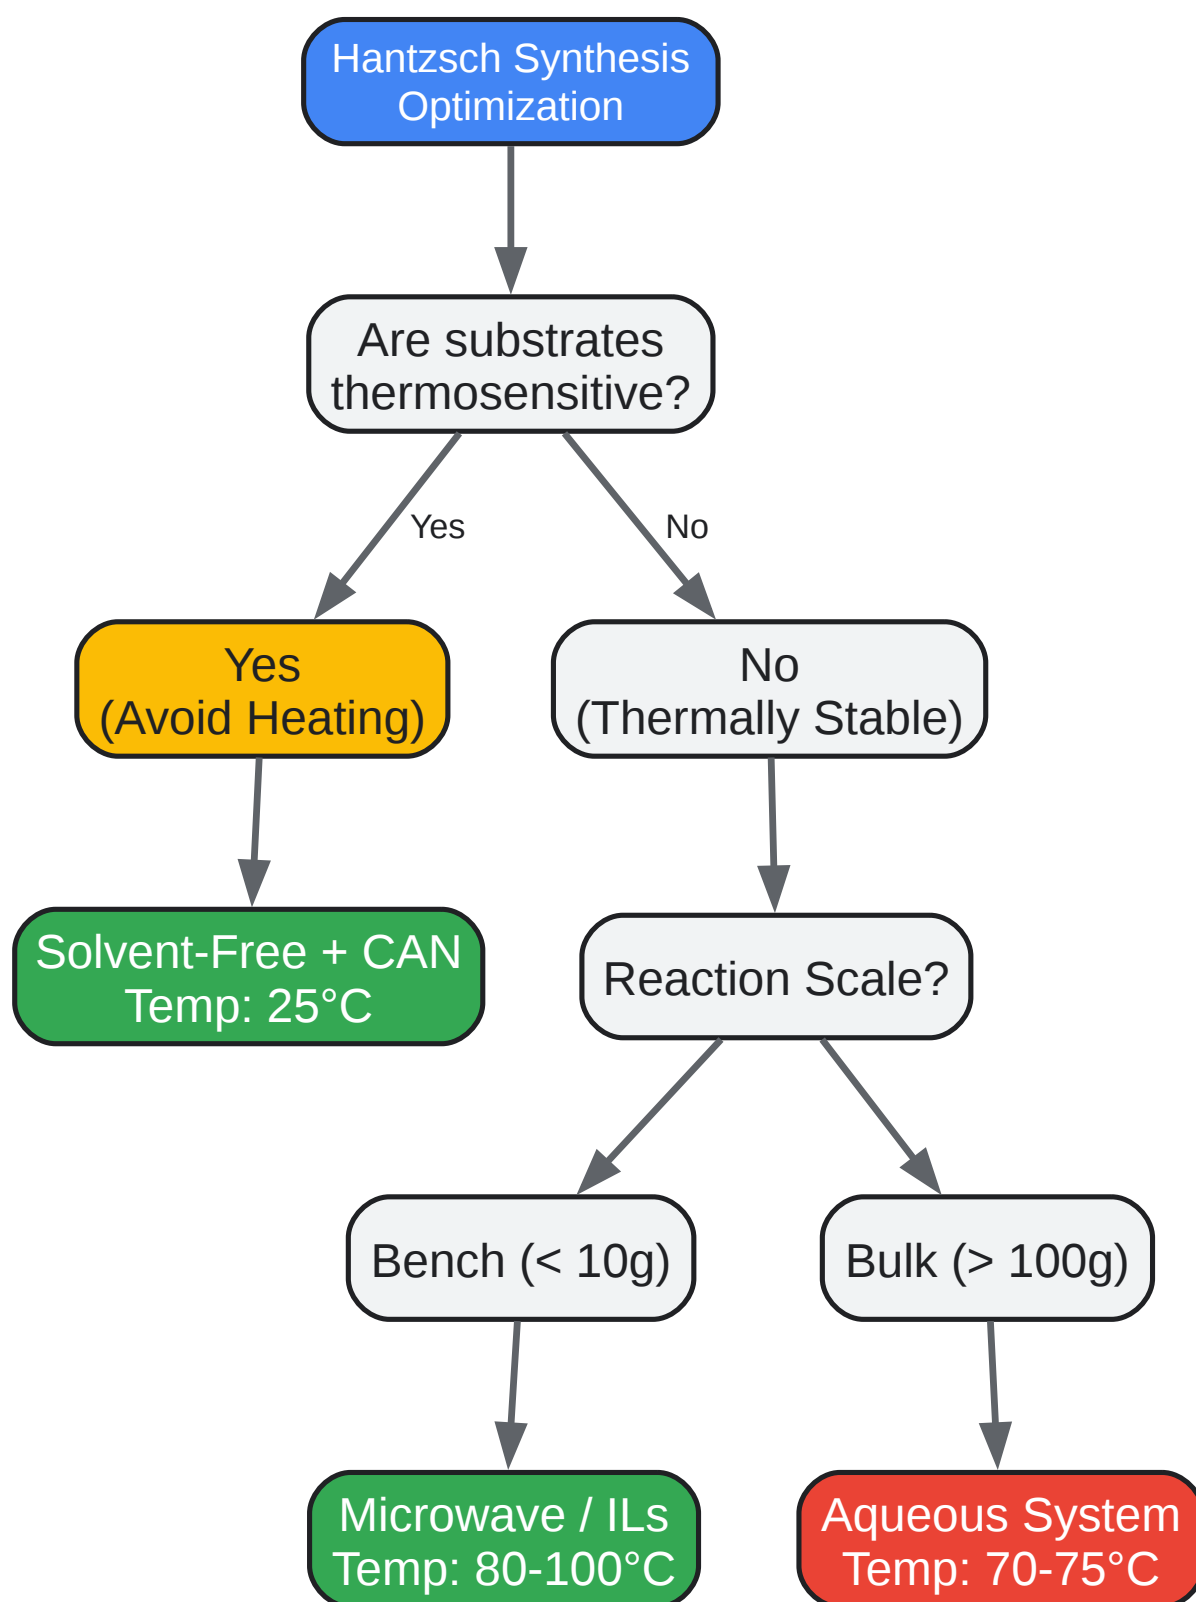 Hantzsch Synthesis
Optimization
Are substrates
thermosensitive?
Yes
No
Yes
(Avoid Heating)
No
(Thermally Stable)
Solvent-Free + CAN
Temp: 25°C
Reaction Scale?
Bench (< 10g)
Bulk (> 100g)
Microwave / ILs
Temp: 80-100°C
Aqueous System
Temp: 70-75°C